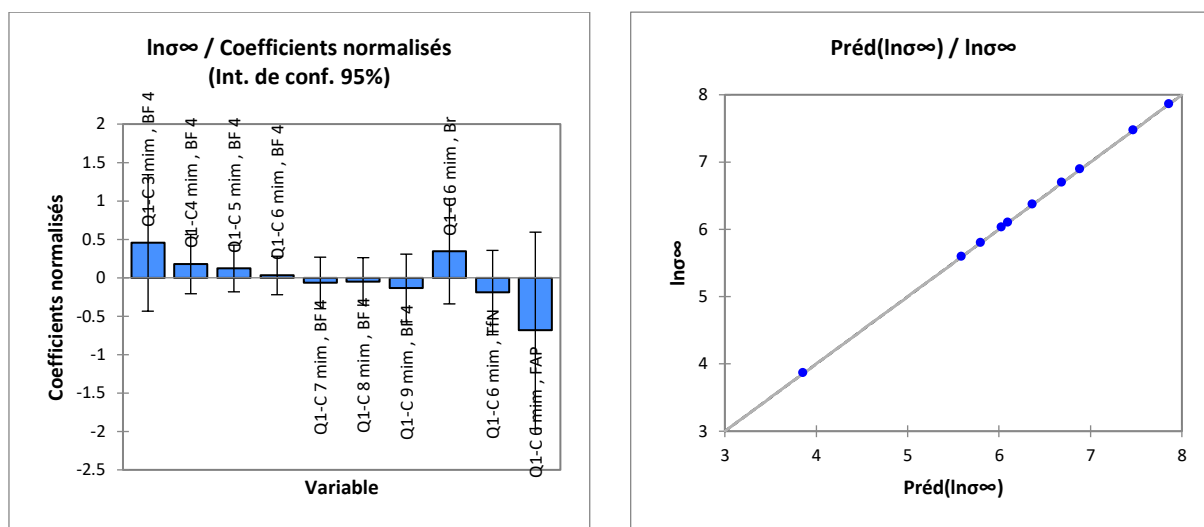 lnσ∞ / Coefficients normalisés
(Int. de conf. 95%)
2
1.5
1
0.5
0
-0.5
-1
-1.5
-2
-2.5
Coefficients normalisés
Q1-C 3 mim , BF 4
Q1-C4 mim , BF 4
Q1-C 5 mim , BF 4
Q1-C 6 mim , BF 4
Q1-C 7 mim , BF 4
Q1-C 8 mim , BF 4
Q1-C 9 mim , BF 4
Q1-C 6 mim , Br
Q1-C 6 mim , TfN
Q1-C 6 mim , FAP
Variable
Préd(lnσ∞) / lnσ∞
8
7
6
5
4
3
lnσ∞
3 4 5 6 7 8
Préd(lnσ∞)